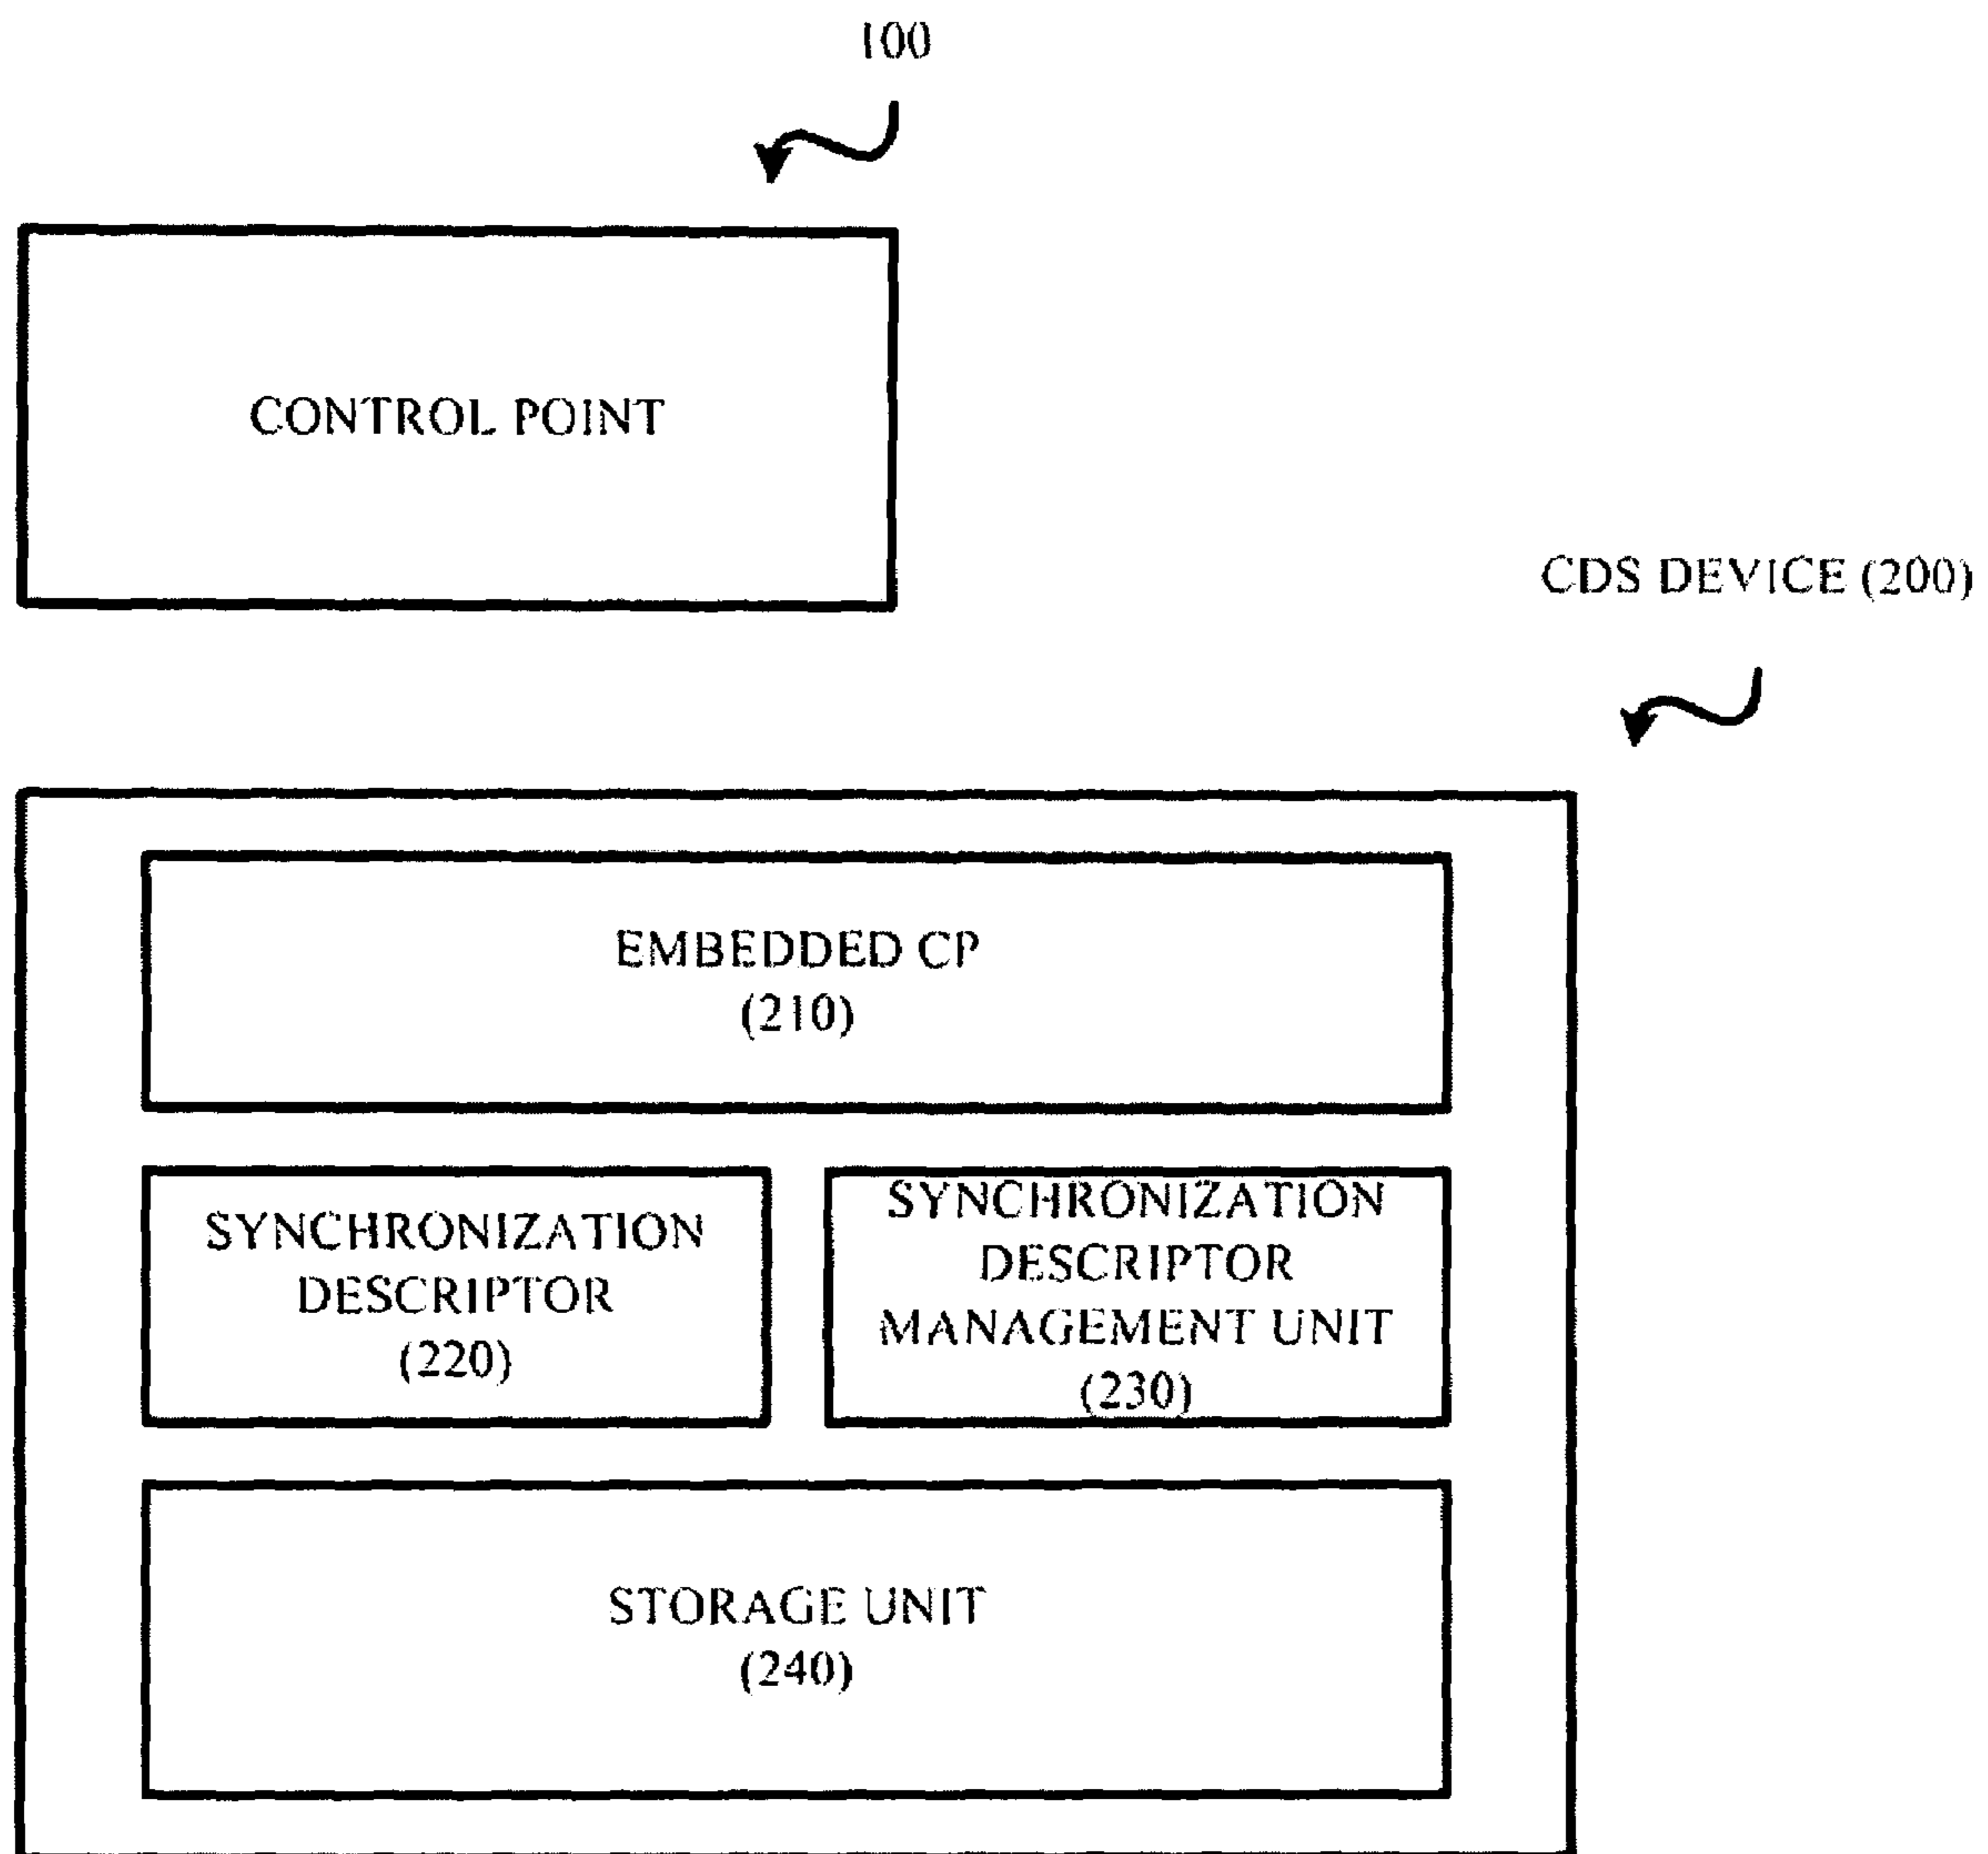 100
CONTROL POINT
CDS DEVICE (200)
EMBEDDED CP
(210)
SYNCHRONIZATION
DESCRIPTOR
(220)
SYNCHRONIZATION
DESCRIPTOR
MANAGEMENT UNIT
(230)
STORAGE UNIT
(240)